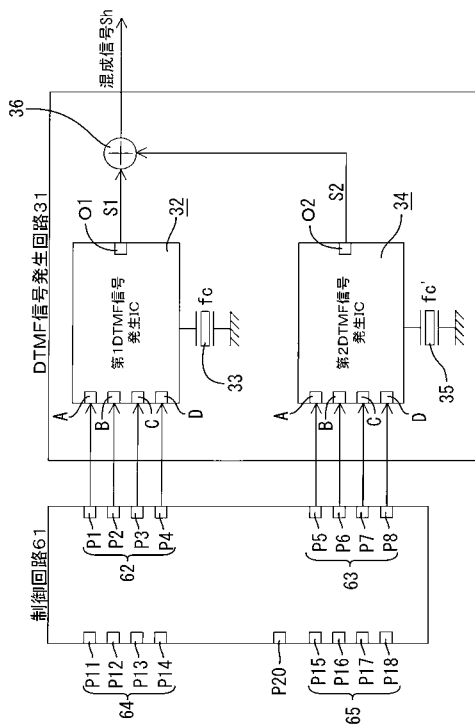 DTMF信号発生回路31
36
混成信号Sh
O1
S1
32
第1DTMF信号
発生IC
A
B
C
D
fc
33
O2
S2
34
第2DTMF信号
発生IC
A
B
C
D
fc'
35
制御回路61
P1
P2
P3
P4
62
P5
P6
P7
P8
63
P11
P12
P13
P14
64
P20
P15
P16
P17
P18
65